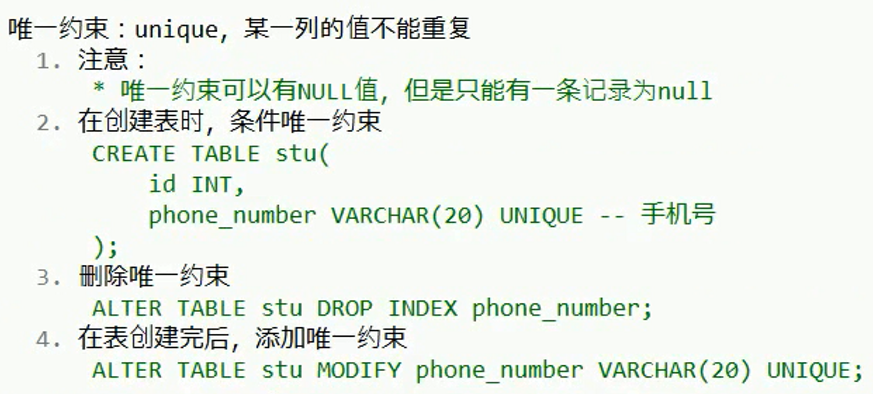 唯一约束：unique，某一列的值不能重复
1. 注意：
* 唯一约束可以有NULL值，但是只能有一条记录为null
2. 在创建表时，条件唯一约束
CREATE TABLE stu(
id INT,
phone_number VARCHAR(20) UNIQUE -- 手机号
);
3. 删除唯一约束
ALTER TABLE stu DROP INDEX phone_number;
4. 在表创建完后，添加唯一约束
ALTER TABLE stu MODIFY phone_number VARCHAR(20) UNIQUE;